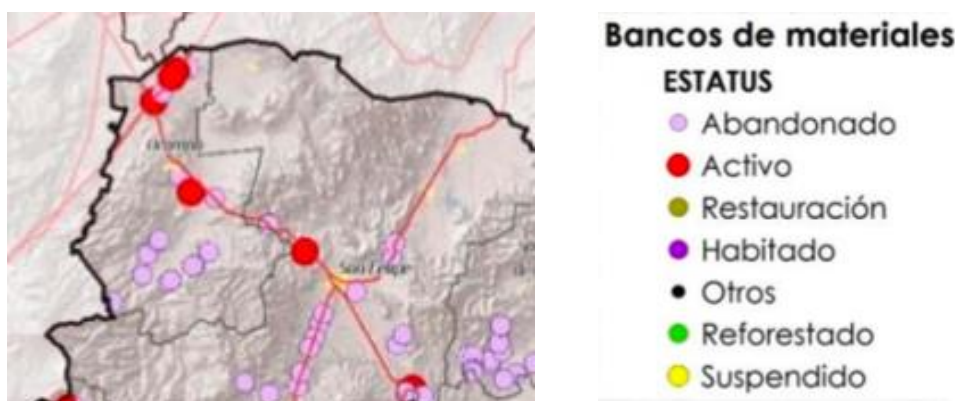 Bancos de materiales
ESTATUS
Abandonado
Activo
Restauración
Habitado
Otros
Reforestado
Suspendido
San Felipe